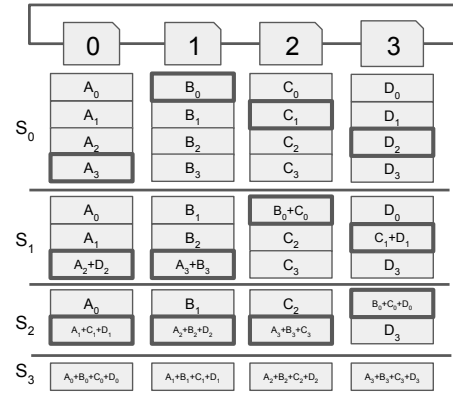 0 1 2 3
A₀ B₀ C₀ D₀
A₁ B₁ C₁ D₁
S₀
A₂ B₂ C₂ D₂
A₃ B₃ C₃ D₃
A₀ B₁ B₀+C₀ D₀
S₁ A₁ B₂ C₂ C₁+D₁
A₂+D₂ A₃+B₃ C₃ D₃
A₀ B₁ C₂ B₀+C₀+D₀
S₂ A₁+C₁+D₁ A₂+B₂+D₂ A₃+B₃+C₃ D₃
S₃ A₀+B₀+C₀+D₀ A₁+B₁+C₁+D₁ A₂+B₂+C₂+D₂ A₃+B₃+C₃+D₃